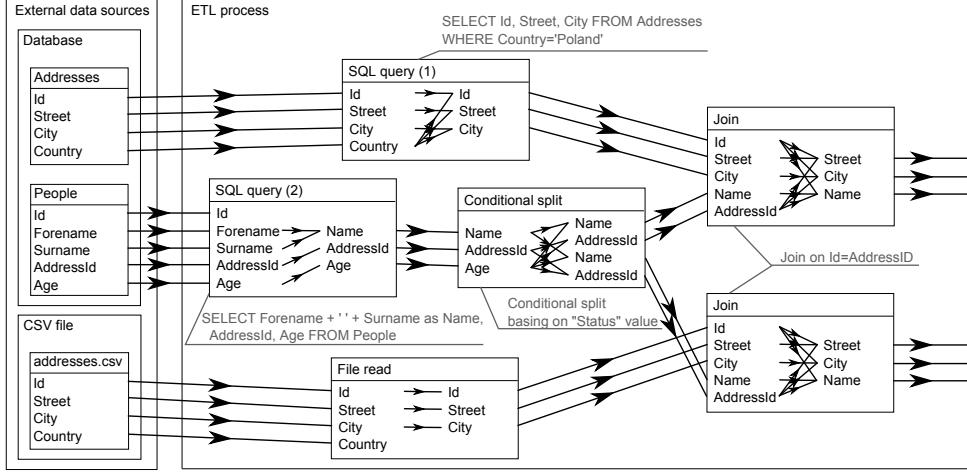 External data sources
ETL process
Database
SELECT Id, Street, City FROM Addresses
WHERE Country='Poland'
Addresses
Id
Street
City
Country
SQL query (1)
Id Id
Street Street
City City
Country
Join
Id
Street Street
City City
Name Name
AddressId
People
Id
Forename
Surname
AddressId
Age
SQL query (2)
Id
Forename Name
Surname AddressId
AddressId Age
Age
Conditional split
Name Name
AddressId AddressId
Age Name
AddressId
Join on Id=AddressID
Conditional split
basing on "Status" value
SELECT Forename + ' ' + Surname as Name,
AddressId, Age FROM People
CSV file
addresses.csv
Id
Street
City
Country
File read
Id Id
Street Street
City City
Country
Join
Id
Street Street
City City
Name Name
AddressId